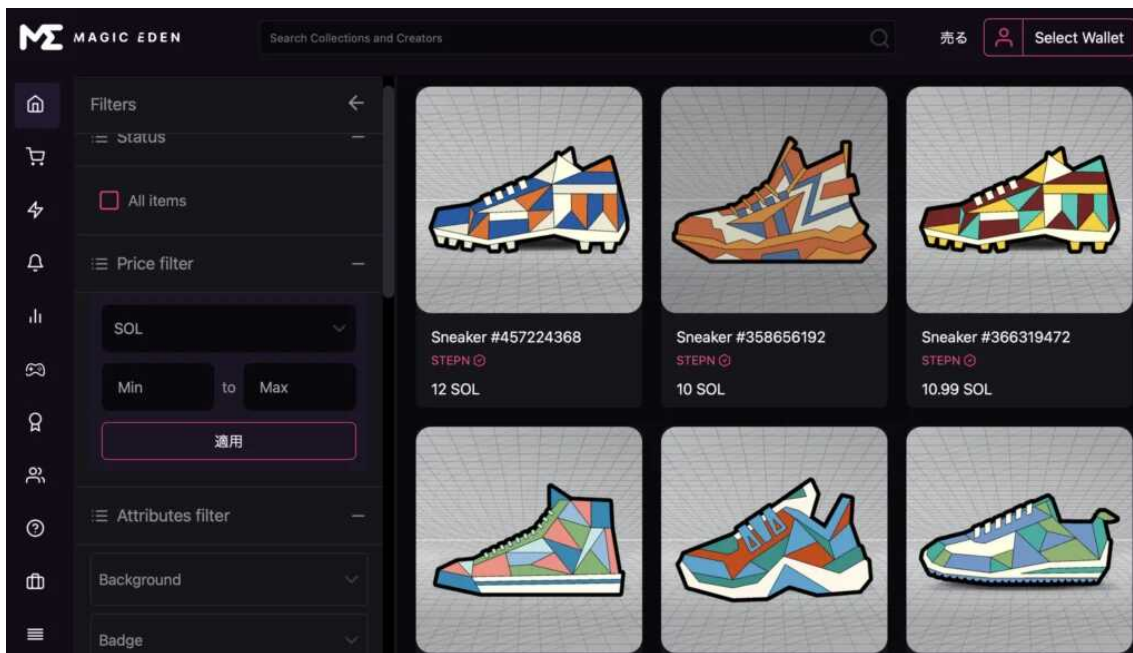 MAGIC EDEN
Search Collections and Creators
売る
Select Wallet
Filters
Status
All items
Price filter
SOL
Min to Max
適用
Attributes filter
Background
Badge
Sneaker #457224368
STEPN
12 SOL
Sneaker #358656192
STEPN
10 SOL
Sneaker #366319472
STEPN
10.99 SOL